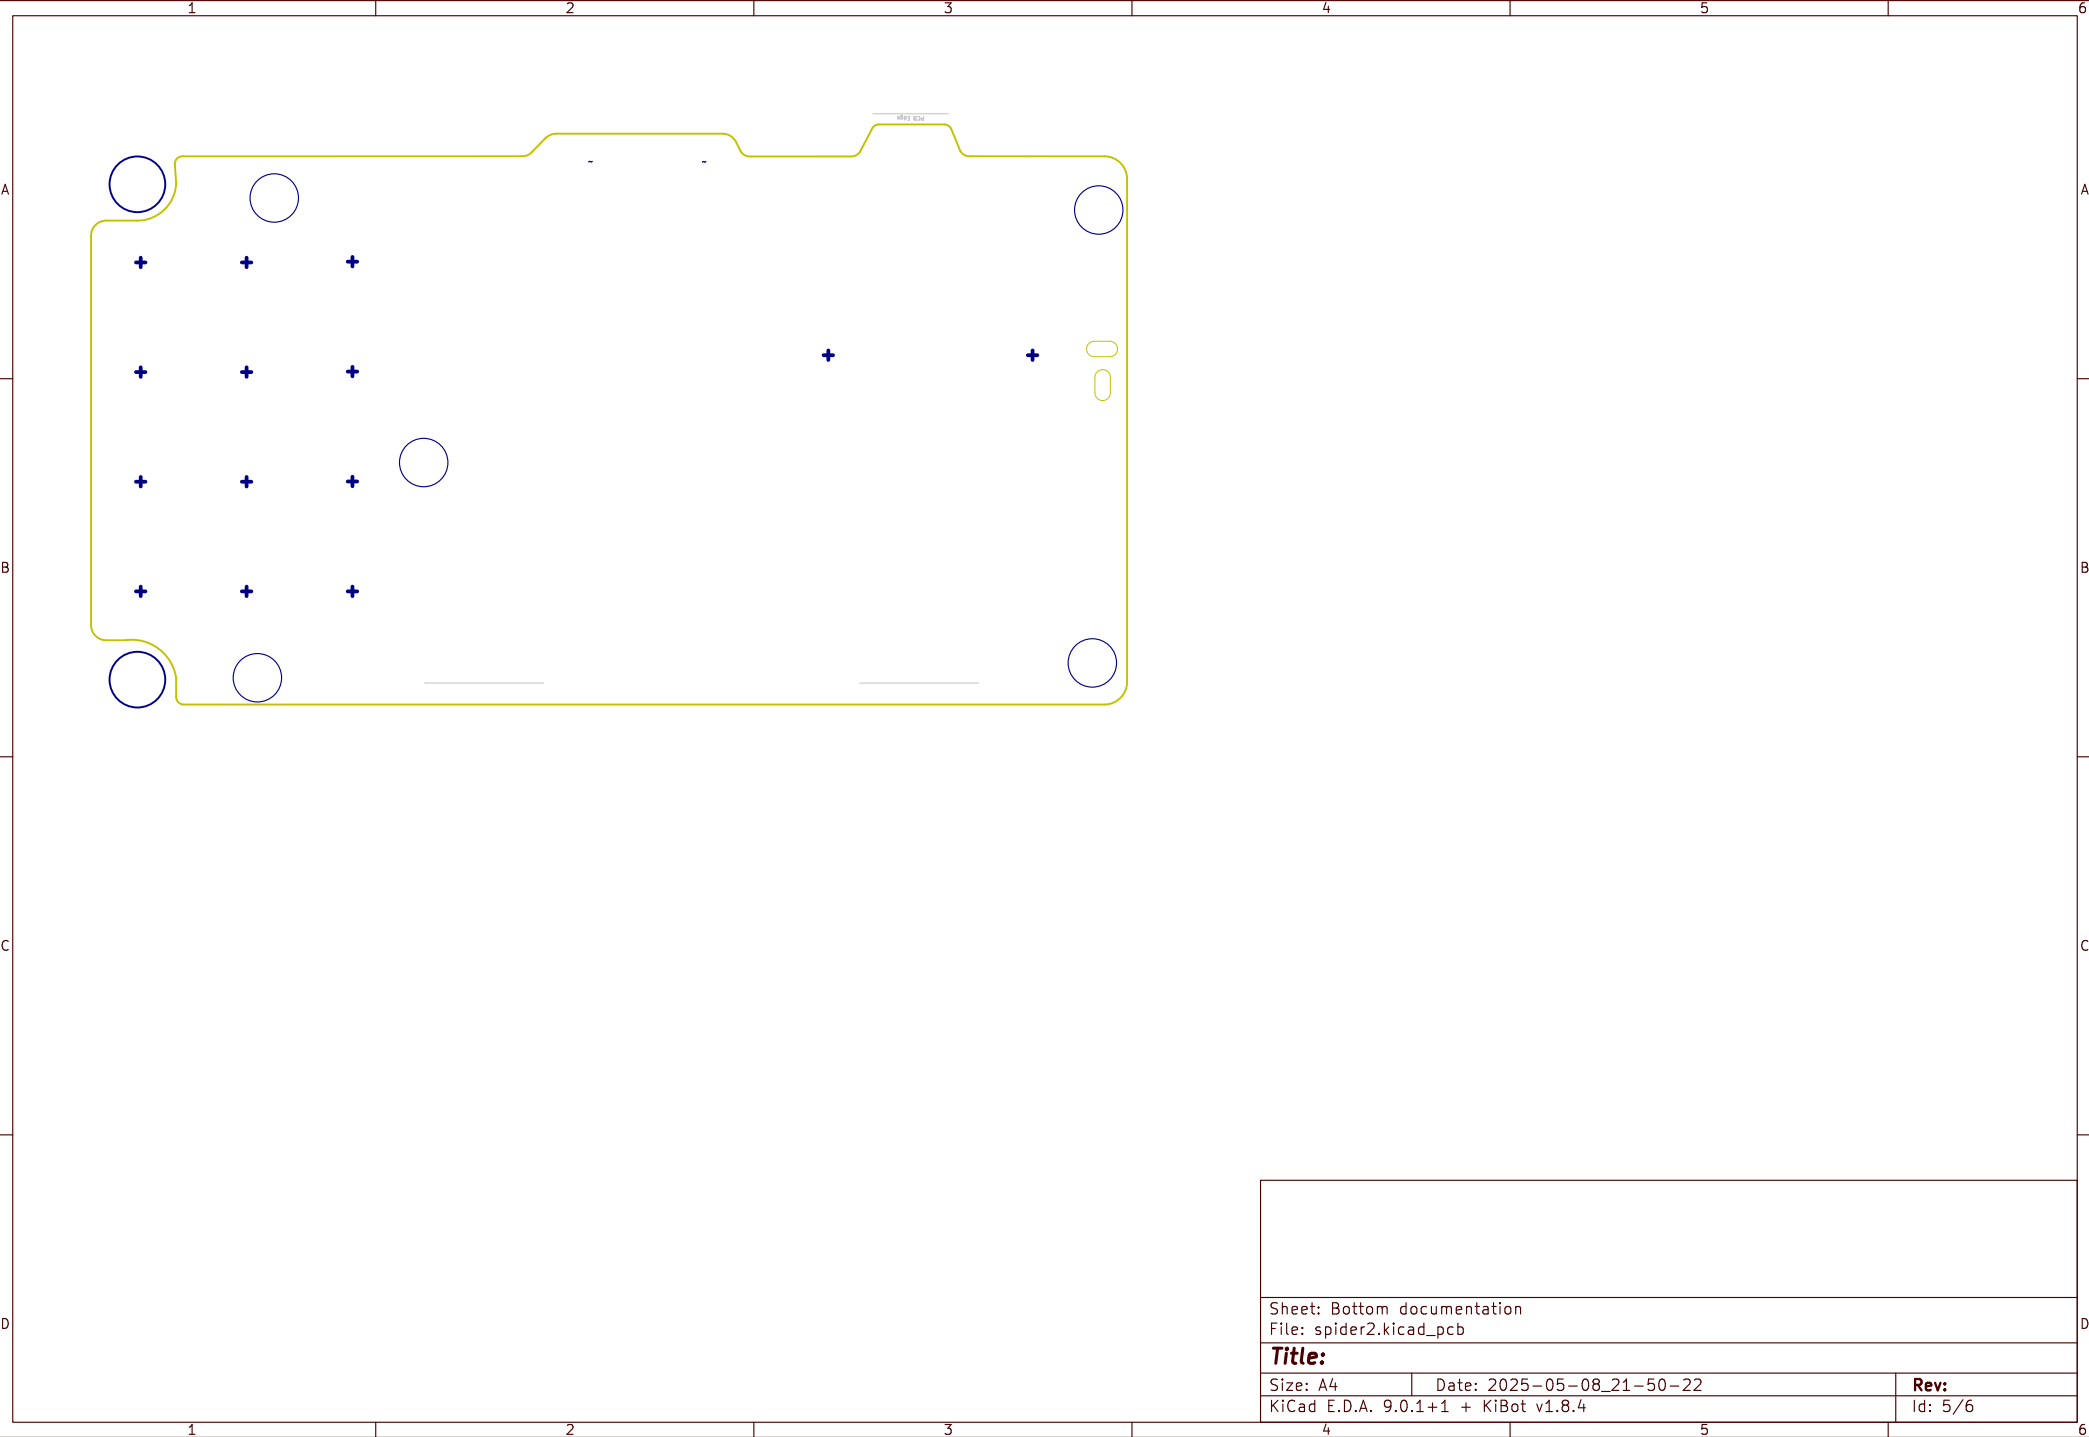 1 2 3 4 5 6
PCB Edge
~ ~
A A
B B
C C
D D
Sheet: Bottom documentation
File: spider2.kicad_pcb
Title:
Size: A4 Date: 2025-05-08_21-50-22 Rev:
KiCad E.D.A. 9.0.1+1 + KiBot v1.8.4 Id: 5/6
1 2 3 4 5 6